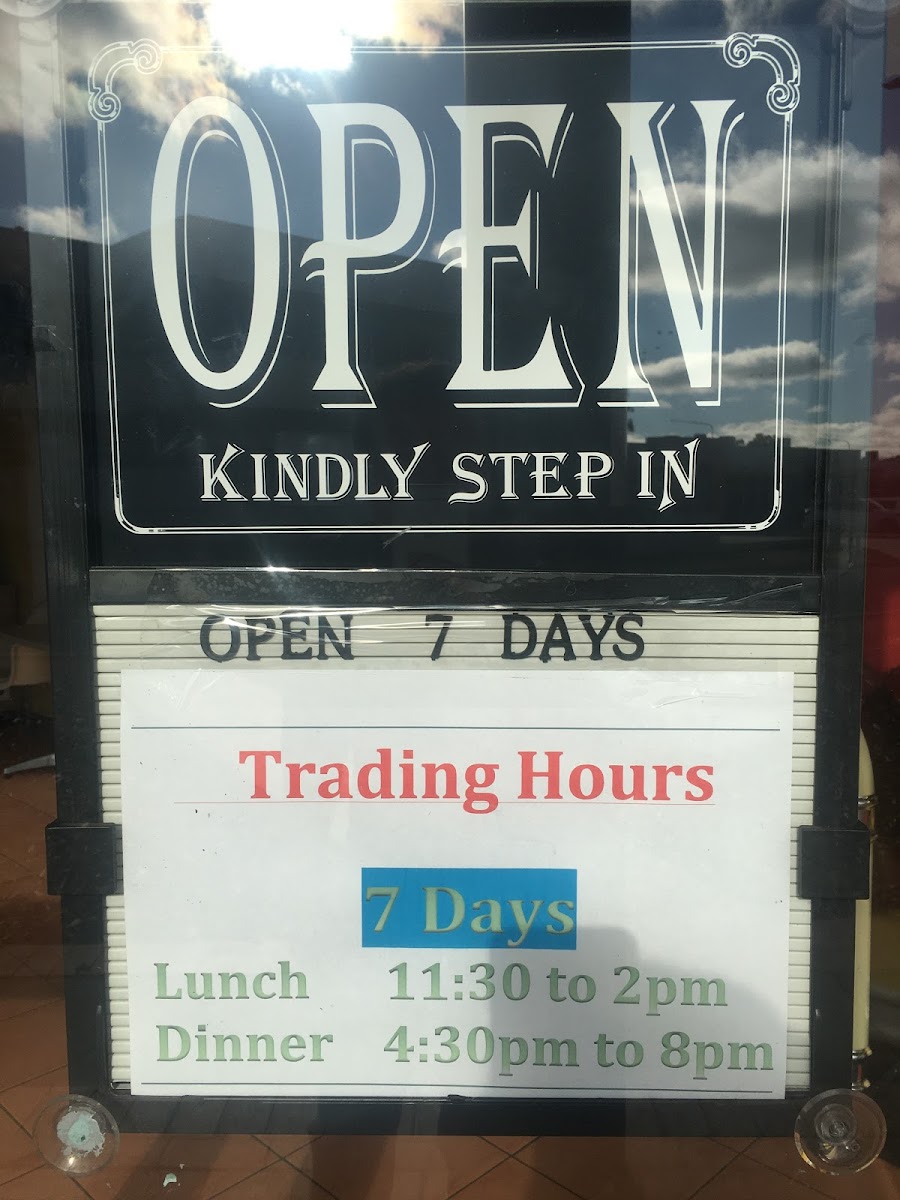 OPEN
KINDLY STEP IN
OPEN 7 DAYS
Trading Hours
7 Days
Lunch 11:30 to 2pm
Dinner 4:30pm to 8pm